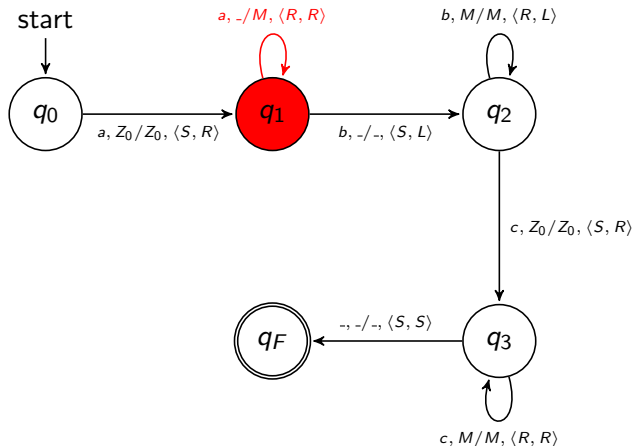 start
a, _/M, ⟨R, R⟩
b, M/M, ⟨R, L⟩
q0
q1
q2
a, Z0/Z0, ⟨S, R⟩
b, _/_, ⟨S, L⟩
c, Z0/Z0, ⟨S, R⟩
qF
_, _/_, ⟨S, S⟩
q3
c, M/M, ⟨R, R⟩